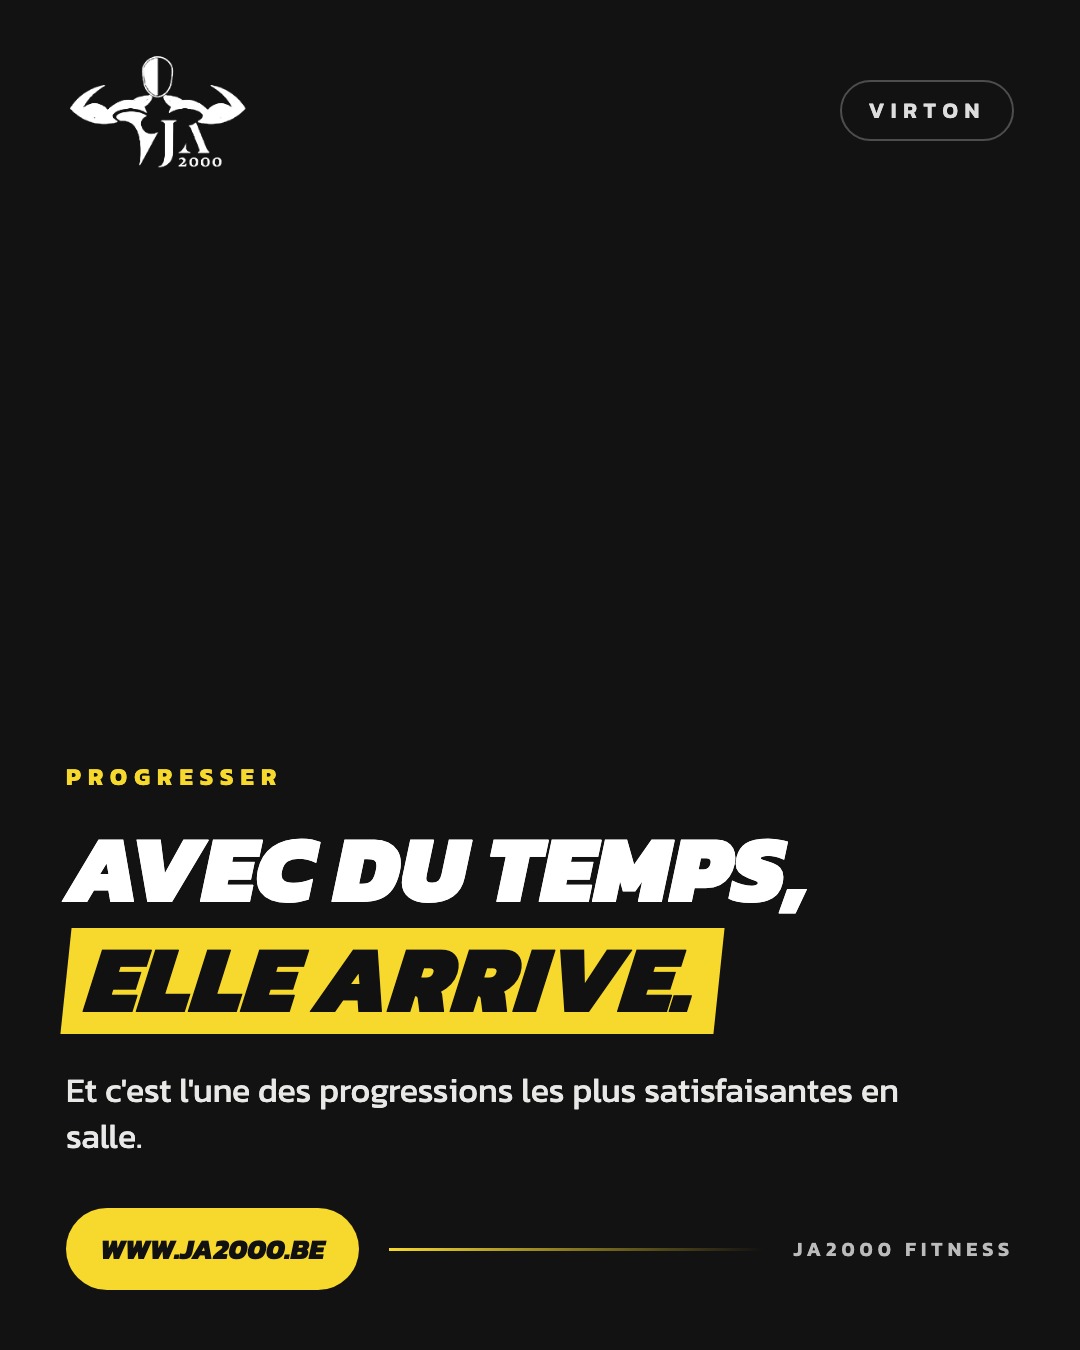 JA
2000
VIRTON
PROGRESSER
AVEC DU TEMPS,
ELLE ARRIVE.
Et c'est l'une des progressions les plus satisfaisantes en
salle.
WWW.JA2000.BE
JA2000 FITNESS